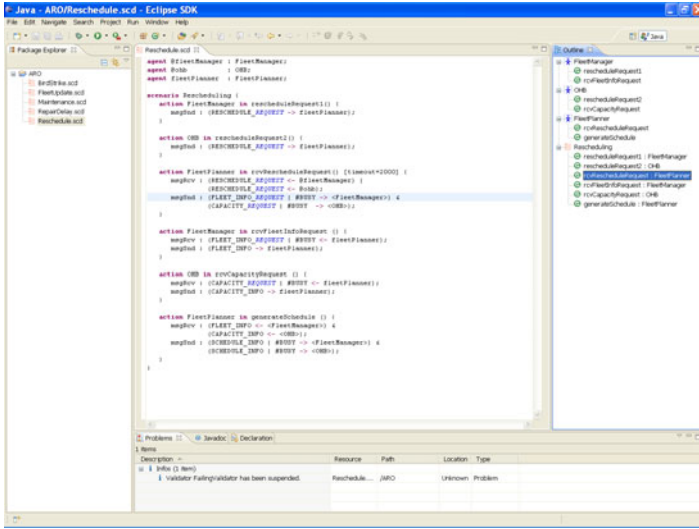 Java - ARO/Reschedule.scd - Eclipse SDK
File Edit Navigate Search Project Run Window Help
Java
Package Explorer
ARO
BirdStrike.scd
FleetUpdate.scd
Maintenance.scd
RepairDelay.scd
Reschedule.scd
Reschedule.scd
agent @fleetManager : FleetManager;
agent @ohb : OHB;
agent fleetPlanner : FleetPlanner;
scenario Rescheduling {
action FleetManager in rescheduleRequest1() {
msgSnd : (RESCHEDULE_REQUEST -> fleetPlanner);
}
action OHB in rescheduleRequest2() {
msgSnd : (RESCHEDULE_REQUEST -> fleetPlanner);
}
action FleetPlanner in rcvRescheduleRequest() [timeout=2000] {
msgRcv : (RESCHEDULE_REQUEST <- @fleetManager) |
(RESCHEDULE_REQUEST <- @ohb);
msgSnd : (FLEET_INFO_REQUEST | #BUSY -> <FleetManager>) &
(CAPACITY_REQUEST | #BUSY -> <OHB>);
}
action FleetManager in rcvFleetInfoRequest () {
msgRcv : (FLEET_INFO_REQUEST | #BUSY <- fleetPlanner);
msgSnd : (FLEET_INFO -> fleetPlanner);
}
action OHB in rcvCapacityRequest () {
msgRcv : (CAPACITY_REQUEST | #BUSY <- fleetPlanner);
msgSnd : (CAPACITY_INFO -> fleetPlanner);
}
action FleetPlanner in generateSchedule () {
msgRcv : (FLEET_INFO <- <FleetManager>) &
(CAPACITY_INFO <- <OHB>);
msgSnd : (SCHEDULE_INFO | #BUSY -> <FleetManager>) &
(SCHEDULE_INFO | #BUSY -> <OHB>);
}
}
Outline
FleetManager
rescheduleRequest1
rcvFleetInfoRequest
OHB
rescheduleRequest2
rcvCapacityRequest
FleetPlanner
rcvRescheduleRequest
generateSchedule
Rescheduling
rescheduleRequest1 : FleetManager
rescheduleRequest2 : OHB
rcvRescheduleRequest : FleetPlanner
rcvFleetInfoRequest : FleetManager
rcvCapacityRequest : OHB
generateSchedule : FleetPlanner
Problems Javadoc Declaration
1 items
Description Resource Path Location Type
Infos (1 item)
Validator FailingValidator has been suspended. Reschedule.... /ARO Unknown Problem